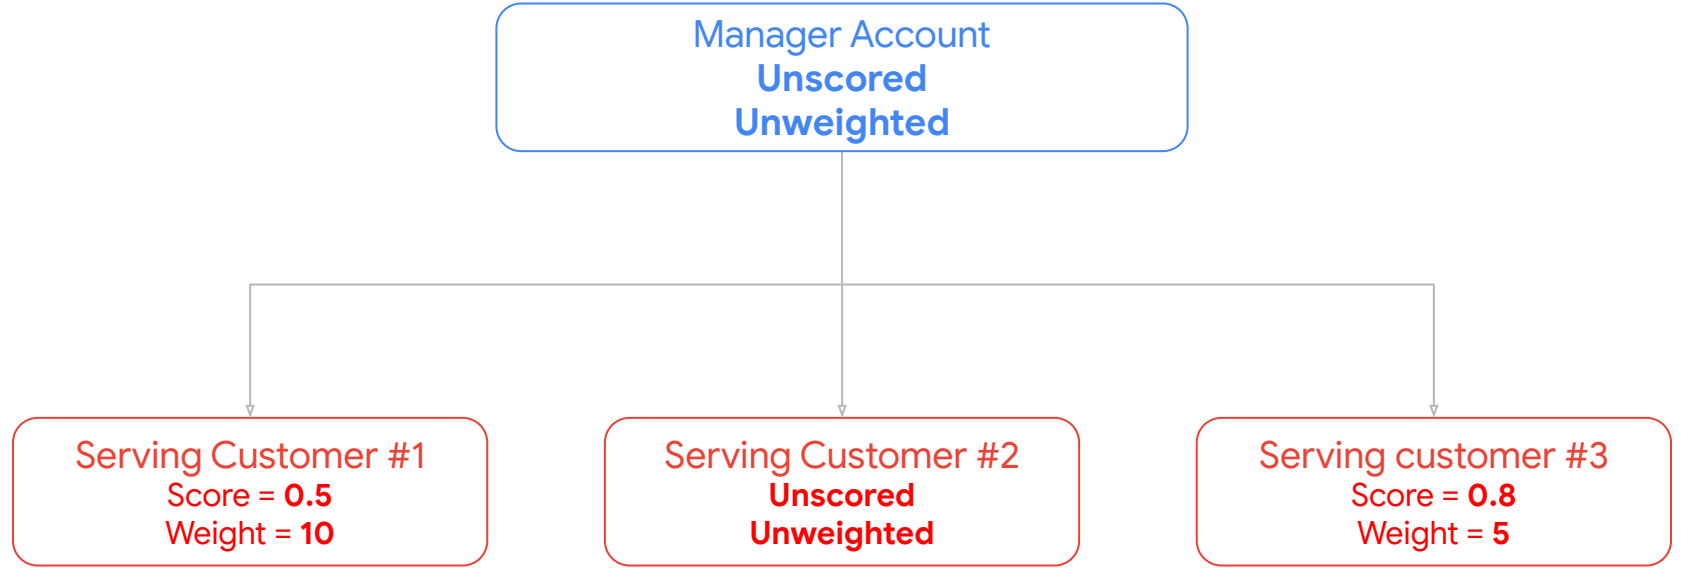 Manager Account
Unscored
Unweighted
Serving Customer #1
Score = 0.5
Weight = 10
Serving Customer #2
Unscored
Unweighted
Serving customer #3
Score = 0.8
Weight = 5